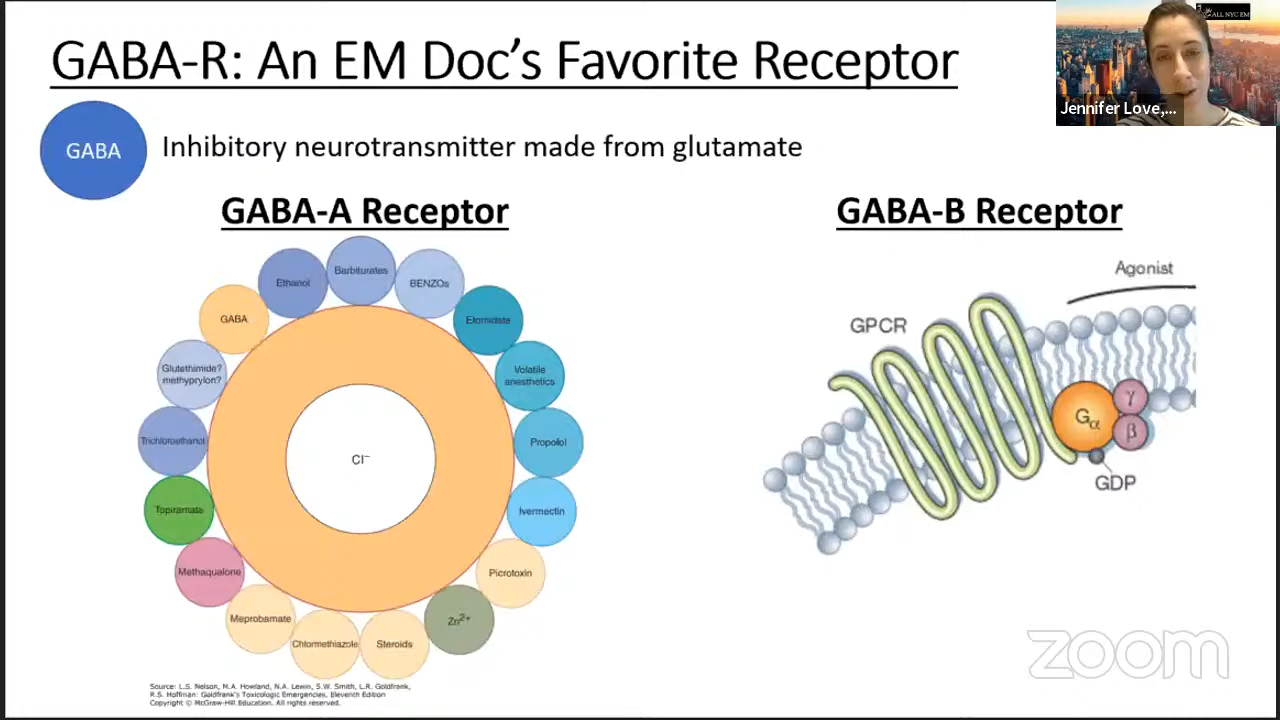 GABA-R: An EM Doc's Favorite Receptor
ALL NYC EM
Jennifer Love,...
GABA
Inhibitory neurotransmitter made from glutamate
GABA-A Receptor
GABA-B Receptor
Barbiturates
Ethanol
BENZOs
GABA
Etomidate
Glutethimide?
methyprylon?
Volatile
anesthetics
Trichloroethanol
Propofol
Topiramate
Ivermectin
Methaqualone
Picrotoxin
Meprobamate
Zn2+
Chlormethiazole
Steroids
Cl–
Agonist
GPCR
Gα
γ
β
GDP
zoom
Source: L.S. Nelson, M.A. Howland, N.A. Lewin, S.W. Smith, L.R. Goldfrank,
R.S. Hoffman: Goldfrank's Toxicologic Emergencies, Eleventh Edition
Copyright © McGraw-Hill Education. All rights reserved.